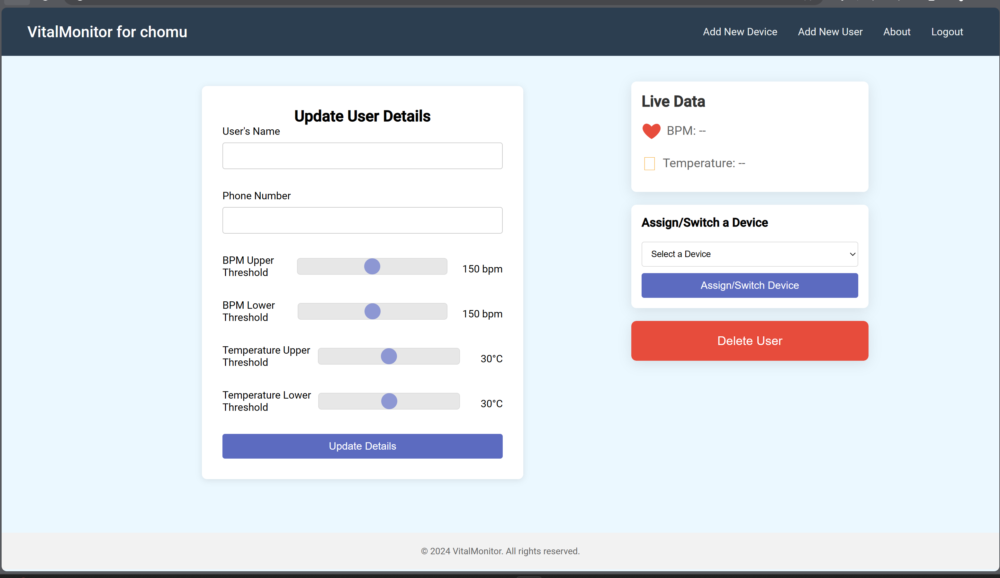 VitalMonitor for chomu
Add New Device
Add New User
About
Logout
Update User Details
User's Name
Phone Number
BPM Upper
Threshold
150 bpm
BPM Lower
Threshold
150 bpm
Temperature Upper
Threshold
30°C
Temperature Lower
Threshold
30°C
Update Details
Live Data
BPM: --
Temperature: --
Assign/Switch a Device
Select a Device
Assign/Switch Device
Delete User
© 2024 VitalMonitor. All rights reserved.